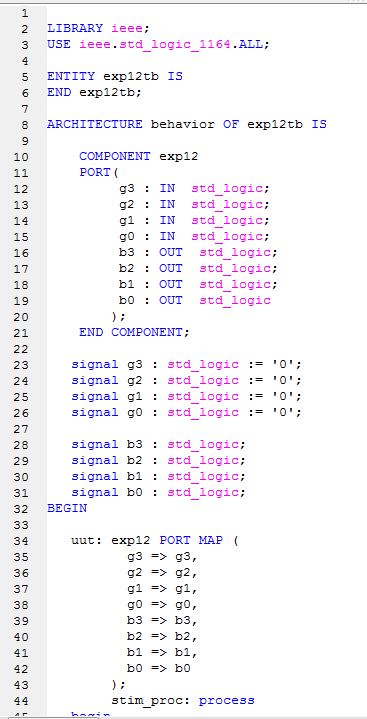 1
2 LIBRARY ieee;
3 USE ieee.std_logic_1164.ALL;
4
5 ENTITY exp12tb IS
6 END exp12tb;
7
8 ARCHITECTURE behavior OF exp12tb IS
9
10 COMPONENT exp12
11 PORT(
12 g3 : IN std_logic;
13 g2 : IN std_logic;
14 g1 : IN std_logic;
15 g0 : IN std_logic;
16 b3 : OUT std_logic;
17 b2 : OUT std_logic;
18 b1 : OUT std_logic;
19 b0 : OUT std_logic
20 );
21 END COMPONENT;
22
23 signal g3 : std_logic := '0';
24 signal g2 : std_logic := '0';
25 signal g1 : std_logic := '0';
26 signal g0 : std_logic := '0';
27
28 signal b3 : std_logic;
29 signal b2 : std_logic;
30 signal b1 : std_logic;
31 signal b0 : std_logic;
32 BEGIN
33
34 uut: exp12 PORT MAP (
35 g3 => g3,
36 g2 => g2,
37 g1 => g1,
38 g0 => g0,
39 b3 => b3,
40 b2 => b2,
41 b1 => b1,
42 b0 => b0
43 );
44 stim_proc: process
45 begin